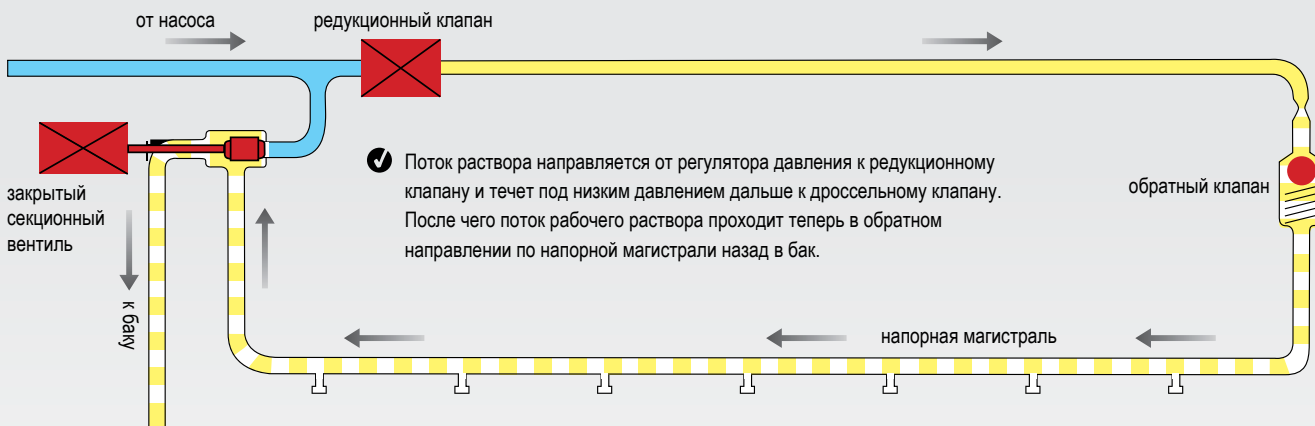 от насоса
редукционный клапан
закрытый
секционный
вентиль
Поток раствора направляется от регулятора давления к редукционному
клапану и течет под низким давлением дальше к дроссельному клапану.
После чего поток рабочего раствора проходит теперь в обратном
направлении по напорной магистрали назад в бак.
обратный клапан
к баку
напорная магистраль